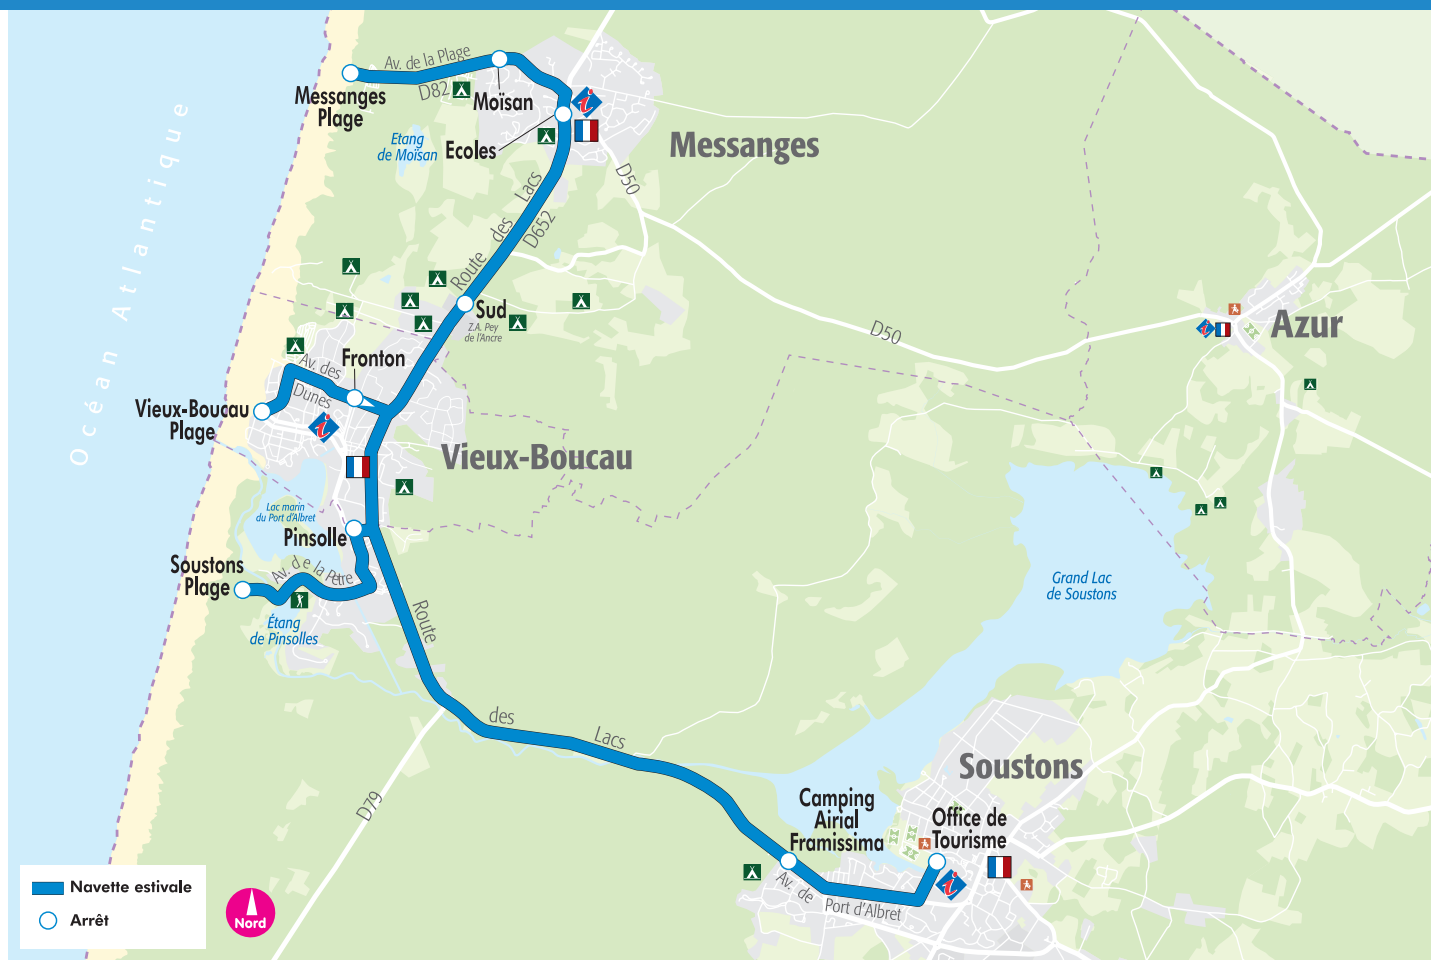 Av. de la Plage
D82
Messanges
Plage
Moïsan
Ecoles
Etang
de Moïsan
Messanges
D50
Océan Atlantique
Route des Lacs
D652
Sud
Z.A. Pey
de l'Ancre
D50
Azur
Fronton
Av. des
Dunes
Vieux-Boucau
Plage
Vieux-Boucau
Lac marin
du Port d'Albret
Pinsolle
Soustons
Plage
Av. de la Pêtre
Étang
de Pinsolles
Grand Lac
de Soustons
Route
des
Lacs
D79
Soustons
Camping
Airial
Framissima
Office de
Tourisme
Av. de
Port d'Albret
Navette estivale
Arrêt
Nord